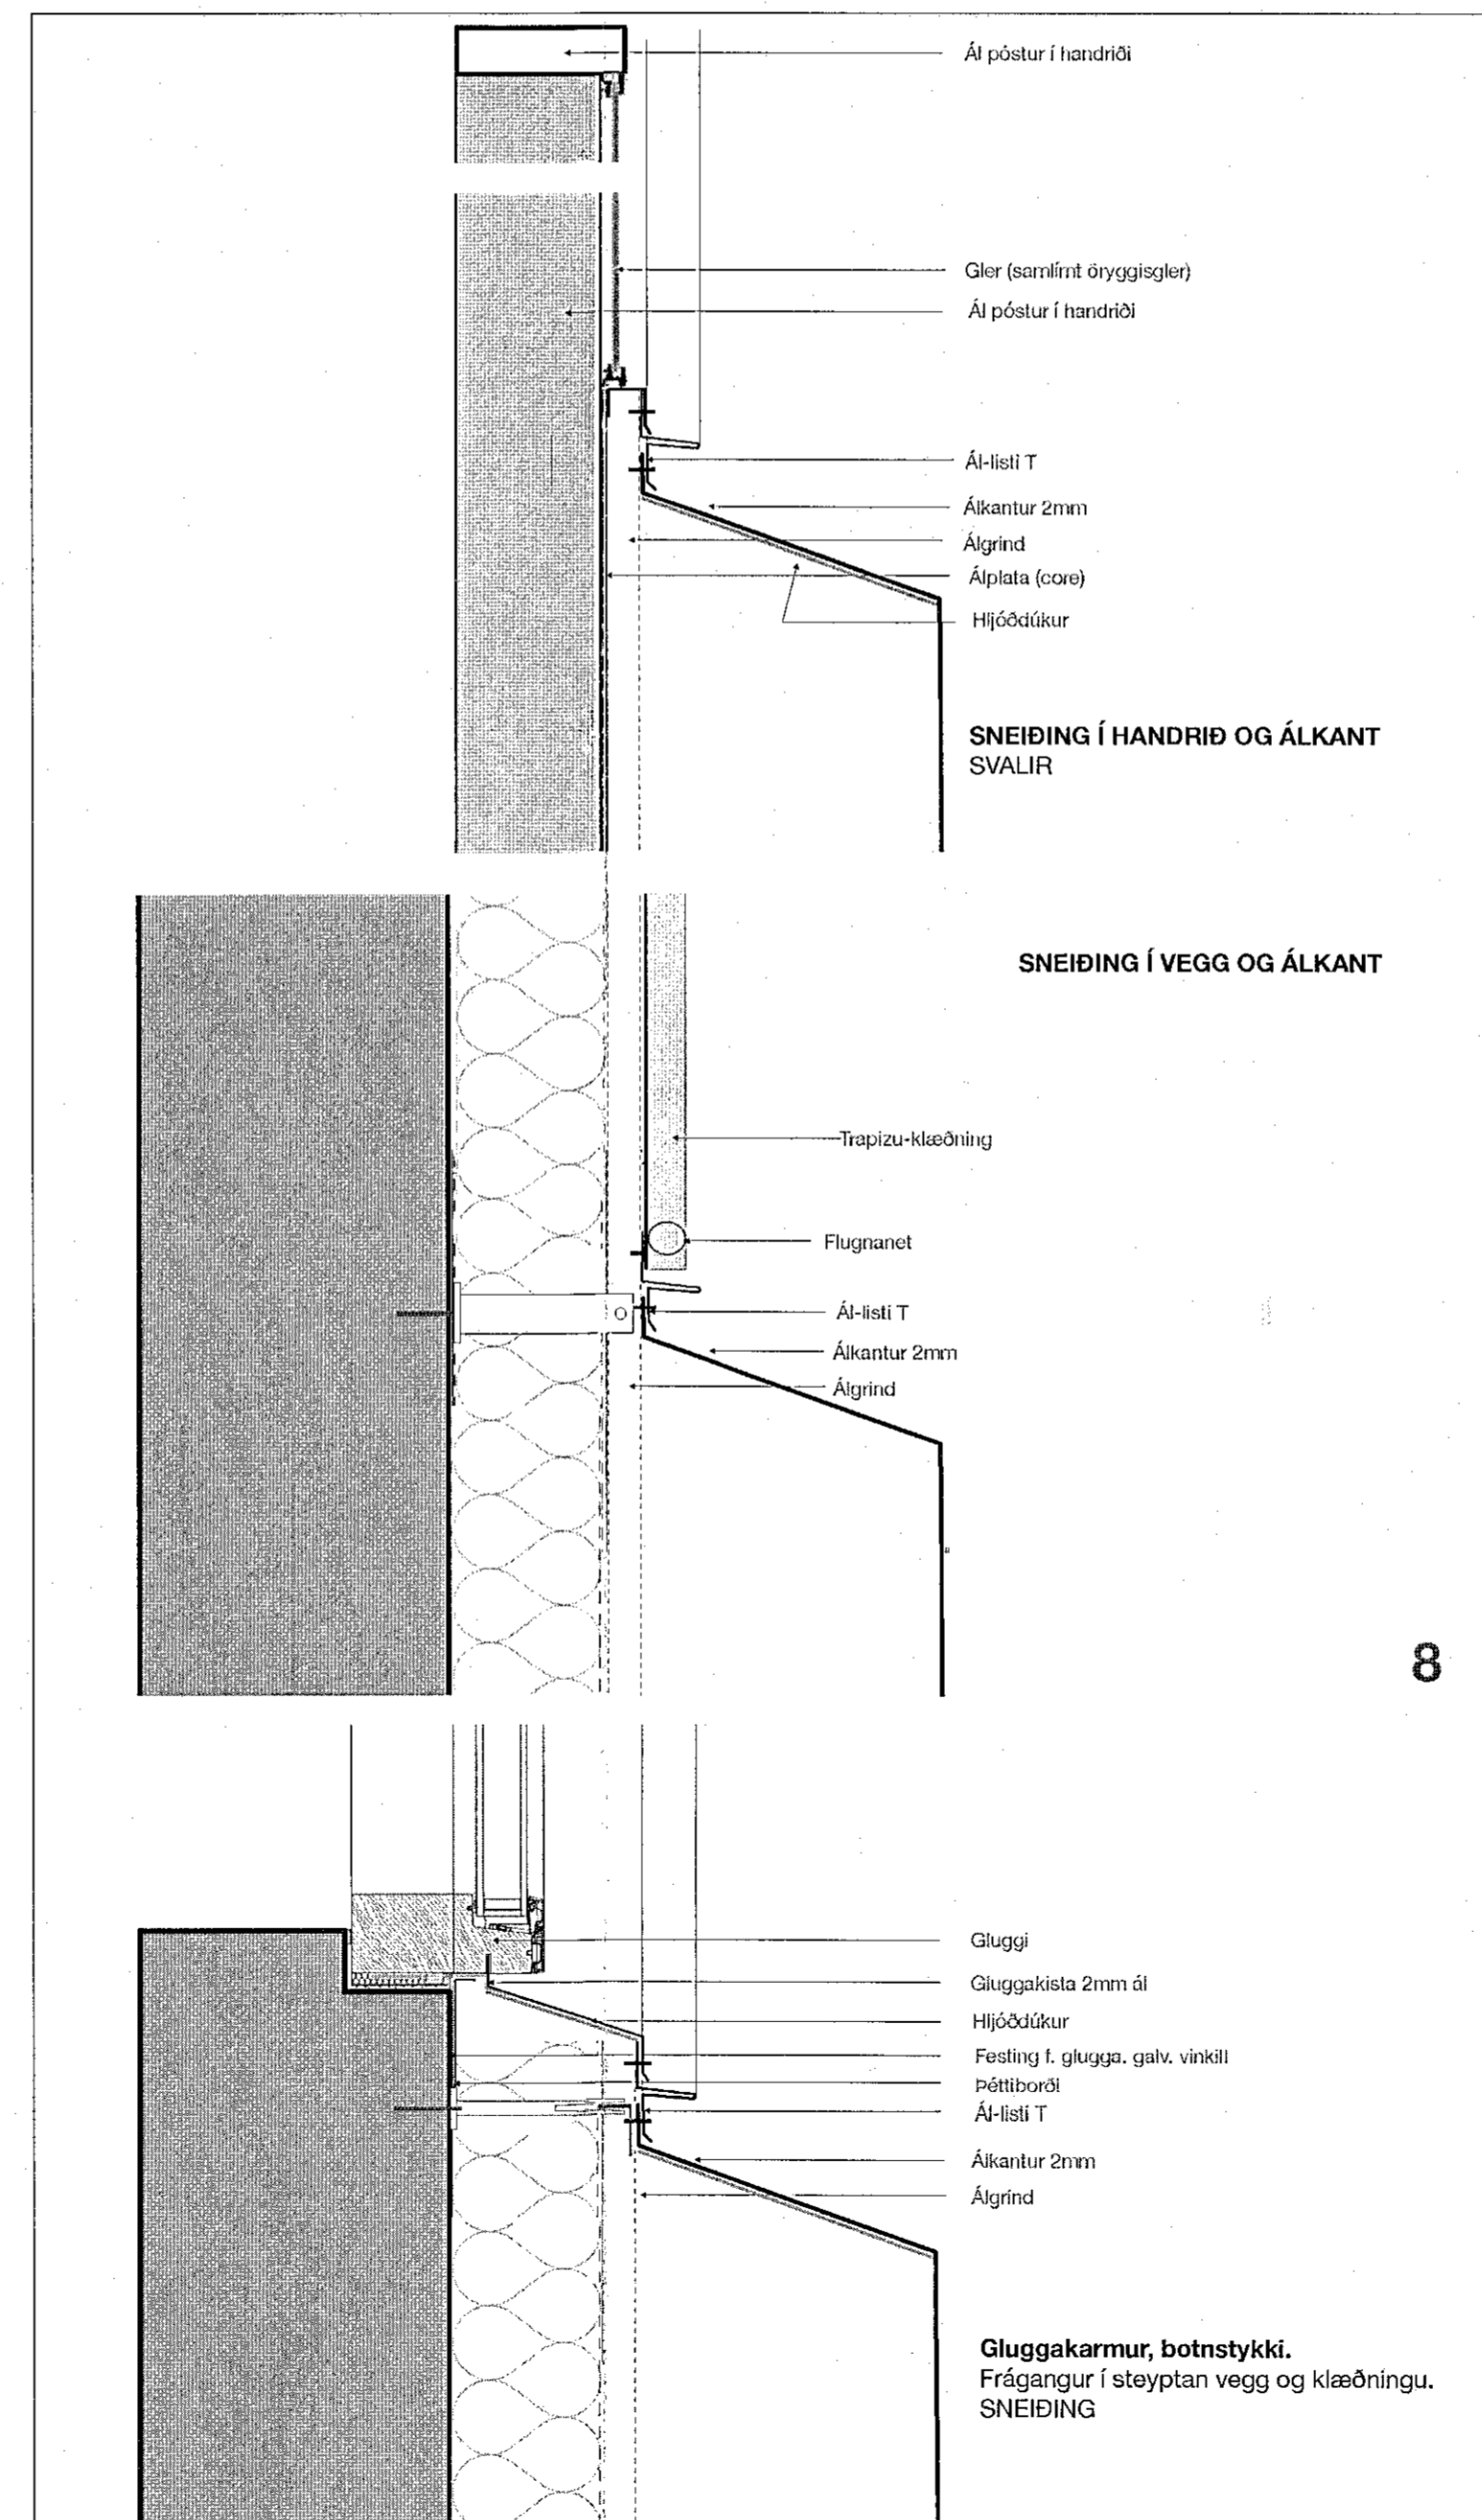 Ál póstur í handriði
Gler (samlímt öryggisgler)
Ál póstur í handriði
Ál-listi T
Álkantur 2mm
Álgrind
Álplata (core)
Hljóðdúkur
SNEIÐING Í HANDRIÐ OG ÁLKANT
SVALIR
SNEIÐING Í VEGG OG ÁLKANT
Trapizu-klæðning
Flugnanet
Ál-listi T
Álkantur 2mm
Álgrind
8
Gluggi
Gluggakista 2mm ál
Hljóðdúkur
Festing f. glugga. galv. vinkill
Þéttiborði
Ál-listi T
Álkantur 2mm
Álgrind
Gluggakarmur, botnstykki.
Frágangur í steyptan vegg og klæðningu.
SNEIÐING